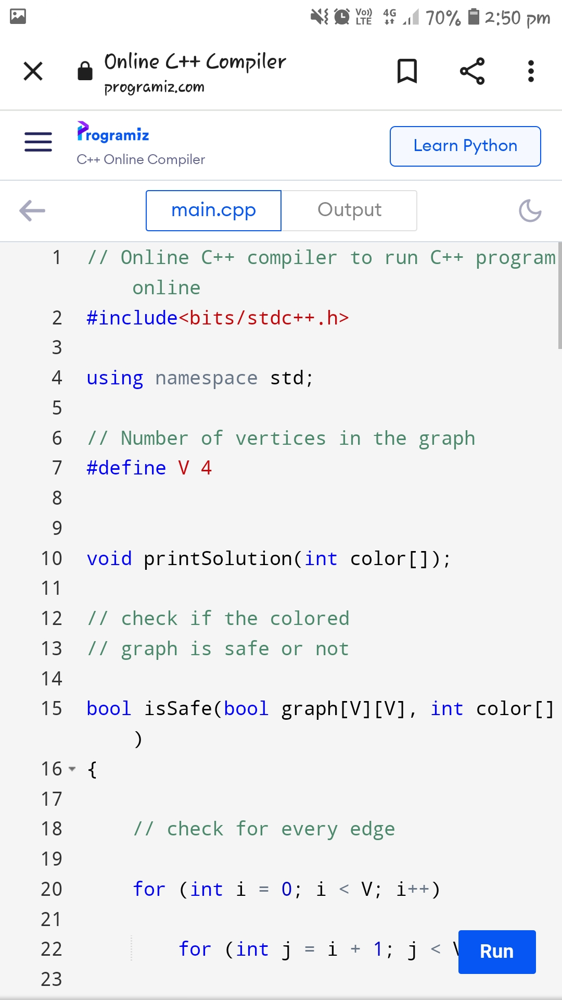 Vo)) LTE 4G 70% 2:50 pm
Online C++ Compiler
programiz.com
Programiz
C++ Online Compiler
Learn Python
main.cpp Output
1 // Online C++ compiler to run C++ program
online
2 #include<bits/stdc++.h>
3
4 using namespace std;
5
6 // Number of vertices in the graph
7 #define V 4
8
9
10 void printSolution(int color[]);
11
12 // check if the colored
13 // graph is safe or not
14
15 bool isSafe(bool graph[V][V], int color[]
)
16 {
17
18 // check for every edge
19
20 for (int i = 0; i < V; i++)
21
22 for (int j = i + 1; j <
Run
23